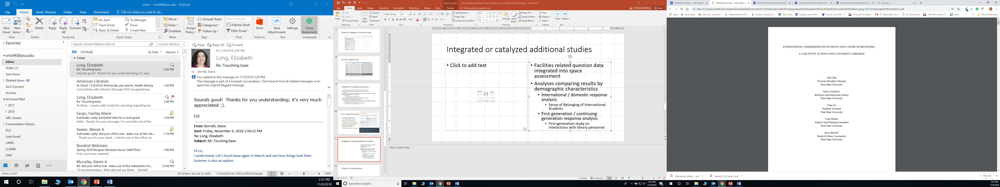 Inbox - smb96@psu.edu - Outlook
File Home Send / Receive Folder View Grammarly Tell me what you want to do...
New Email
New Items
Delete
Reply
Reply All
Forward
04. April
Team Email
Reply & Delete
To Manager
Done
Create New
Move
Rules
OneNote
Assign Policy
Unread/ Read
Categorize
Follow Up
Search People
Address Book
Filter Email
Store
Save Attachments
Settings
Close Grammarly
New Delete Respond Quick Steps Move Tags Find Add-ins Box Grammarly
Favorites
smb96@psu.edu
Inbox
Drafts [7]
Sent Items
Deleted Items 42
ALA Connect
Archive
Archived Mail
2017
2018
ARL-Assess
Conversation History
DLC
Junk Email
LAMC
LLAMA
LMC
Search Current Mailbox (Ctrl+E) Current Mailbox
All Unread By Date Newest
Today
Long, Elizabeth
Re: Touching base 2:05 PM
Sounds good! Thanks for you understanding; it's very
American Libraries
AL Direct 11/9/2018: Referenda, job search, health literacy 1:40 PM
Connecting with veterans through WWI programming.
Long, Elizabeth
Re: Touching base 1:40 PM
Hi Steve, I spoke with Linda this morning regarding my
Fargo, Hailley Marie
Automatic reply: potential idea for a seed grant 1:34 PM
Hello, Thanks for your message. I'm currently out of the
Keeler, Wendi A
Automatic reply: did your office ever make use of the sta... 1:16 PM
Thank you for your email. I will be out of the office on
Booklist Webinars
Spring 2019 Penguin Random House Staff Picks! 1:06 PM
Free, one-hour webinar!
Mcculley, Karen A
RE: did your office ever make use of the statements fro... 12:44 PM
"To my knowledge," Nicki did not use them. Wendi?
Reply Reply All Forward
Fri 11/9/2018 2:05 PM
Long, Elizabeth
Re: Touching base
To Borrelli, Steve
You replied to this message on 11/9/2018 2:20 PM.
This message is part of a tracked conversation. Click here to find all related messages or to
open the original flagged message.
Sounds good! Thanks for you understanding; it's very much
appreciated :).
Liz
From: Borrelli, Steve
Sent: Friday, November 9, 2018 1:54:22 PM
To: Long, Elizabeth
Subject: RE: Touching base
Hi Liz,
I understand. Let's touch base again in March and see how things look then.
Summer is also an option.
Items: 6,857 All folders are up to date. Connected to: Microsoft Exchange 100%
2:32 PM
11/9/2018
Drawing Tools Disseminating Findings on User Needs Across a Multi-Campus1.0.pptx - PowerPoint
File Home Insert Design Transitions Animations Slide Show Review View Format Tell me what you want to do... STEPHEN BORRELLI Share
Paste
Cut
Copy
Format Painter
New Slide
Layout
Reset
Section
Calibri (Body) 28
Text Direction
Align Text
Convert to SmartArt
Arrange
Quick Styles
Shape Fill
Shape Outline
Shape Effects
Find
Replace
Select
Share
Upload
Clipboard Slides Font Paragraph Drawing Editing Box
7
Questions Mapped to Functional Areas
8
Summary Data Format
9
Utilization of the data and products
10
Known uses of products
11
Integrated or catalyzed additional studies
12
Problem with the approach
Integrated or catalyzed additional studies
• Click to add text
• Facilities related question data
integrated into space
assessment
• Analyses comparing results by
demographic characteristics
• International / domestic response
analysis
• Sense of Belonging of International
Students
• First-generation / continuing
generation response analysis
• First-generation study on
interactions with library personnel
Click to add notes
Slide 11 of 14 Notes Comments 87%
Type here to search
2:32 PM
11/9/2018
Globalized Library - Internation
Globalized Library - Internation
Staff Site Search | University Lib
University Libraries Assessment
The Library Newsletter Spring 20
psu.edu
file:///C:/Users/smb96/Downloads/Globalized%20Library%20-%20International%20Undergraduate%20Students%20and%20a%20Sense%20of%20Belonging_%20-%20Google%20Docs%20(1).pdf
Apps Bookmarks Media Bias/Fact Che Guide to Social Scien UCS: Inbox Progress and Perfor Tenure List, 2016 - 2 Privacy & Surveillan KC Observation Stud KC Observation LITA offers Patron Pr dave Other bookmarks
INTERNATIONAL UNDERGRADUATE STUDENTS AND A SENSE OF BELONGING:
A CASE STUDY AT PENN STATE UNIVERSITY LIBRARIES
Alia Gant
Diversity Resident Librarian
Penn State University
Dawn Amsberry
Reference and Instruction Library
Penn State University
Chao Su
Graduate Assistant
Penn State University
Lana Munip
Analysis and Planning Consultant
Penn State University
Steve Borrelli
Head of Library Assessment
Penn State University
Globalized Library ....pdf
Spring 2016 Devel....pdf
Show all
2:32 PM
11/9/2018